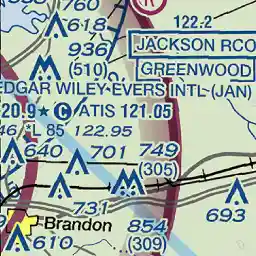 760
618
122.2
936
(510)
JACKSON RCO
GREENWOOD
EDGAR WILEY EVERS INTL (JAN)
20.9 ★ C ATIS 121.05
46 *L 85 122.95
640
701
749
(305)
731
693
Brandon
854
(309)
610
R